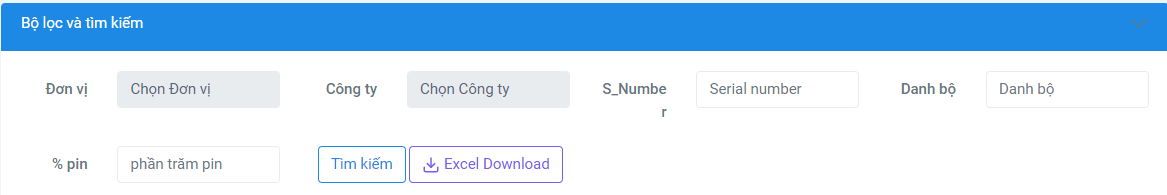 Bộ lọc và tìm kiếm
Đơn vị Chọn Đơn vị Công ty Chọn Công ty S_Numbe Serial number Danh bộ Danh bộ
r
% pin phần trăm pin Tìm kiếm Excel Download